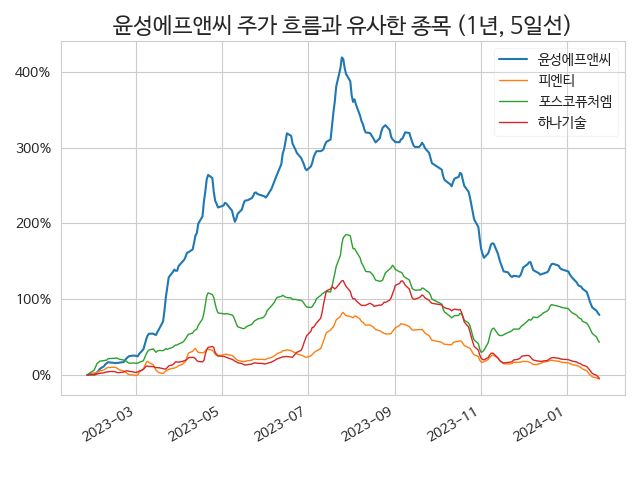 윤성에프앤씨 주가 흐름과 유사한 종목 (1년, 5일선)
윤성에프앤씨
피엔티
포스코퓨처엠
하나기술
400%
300%
200%
100%
0%
2023-03
2023-05
2023-07
2023-09
2023-11
2024-01